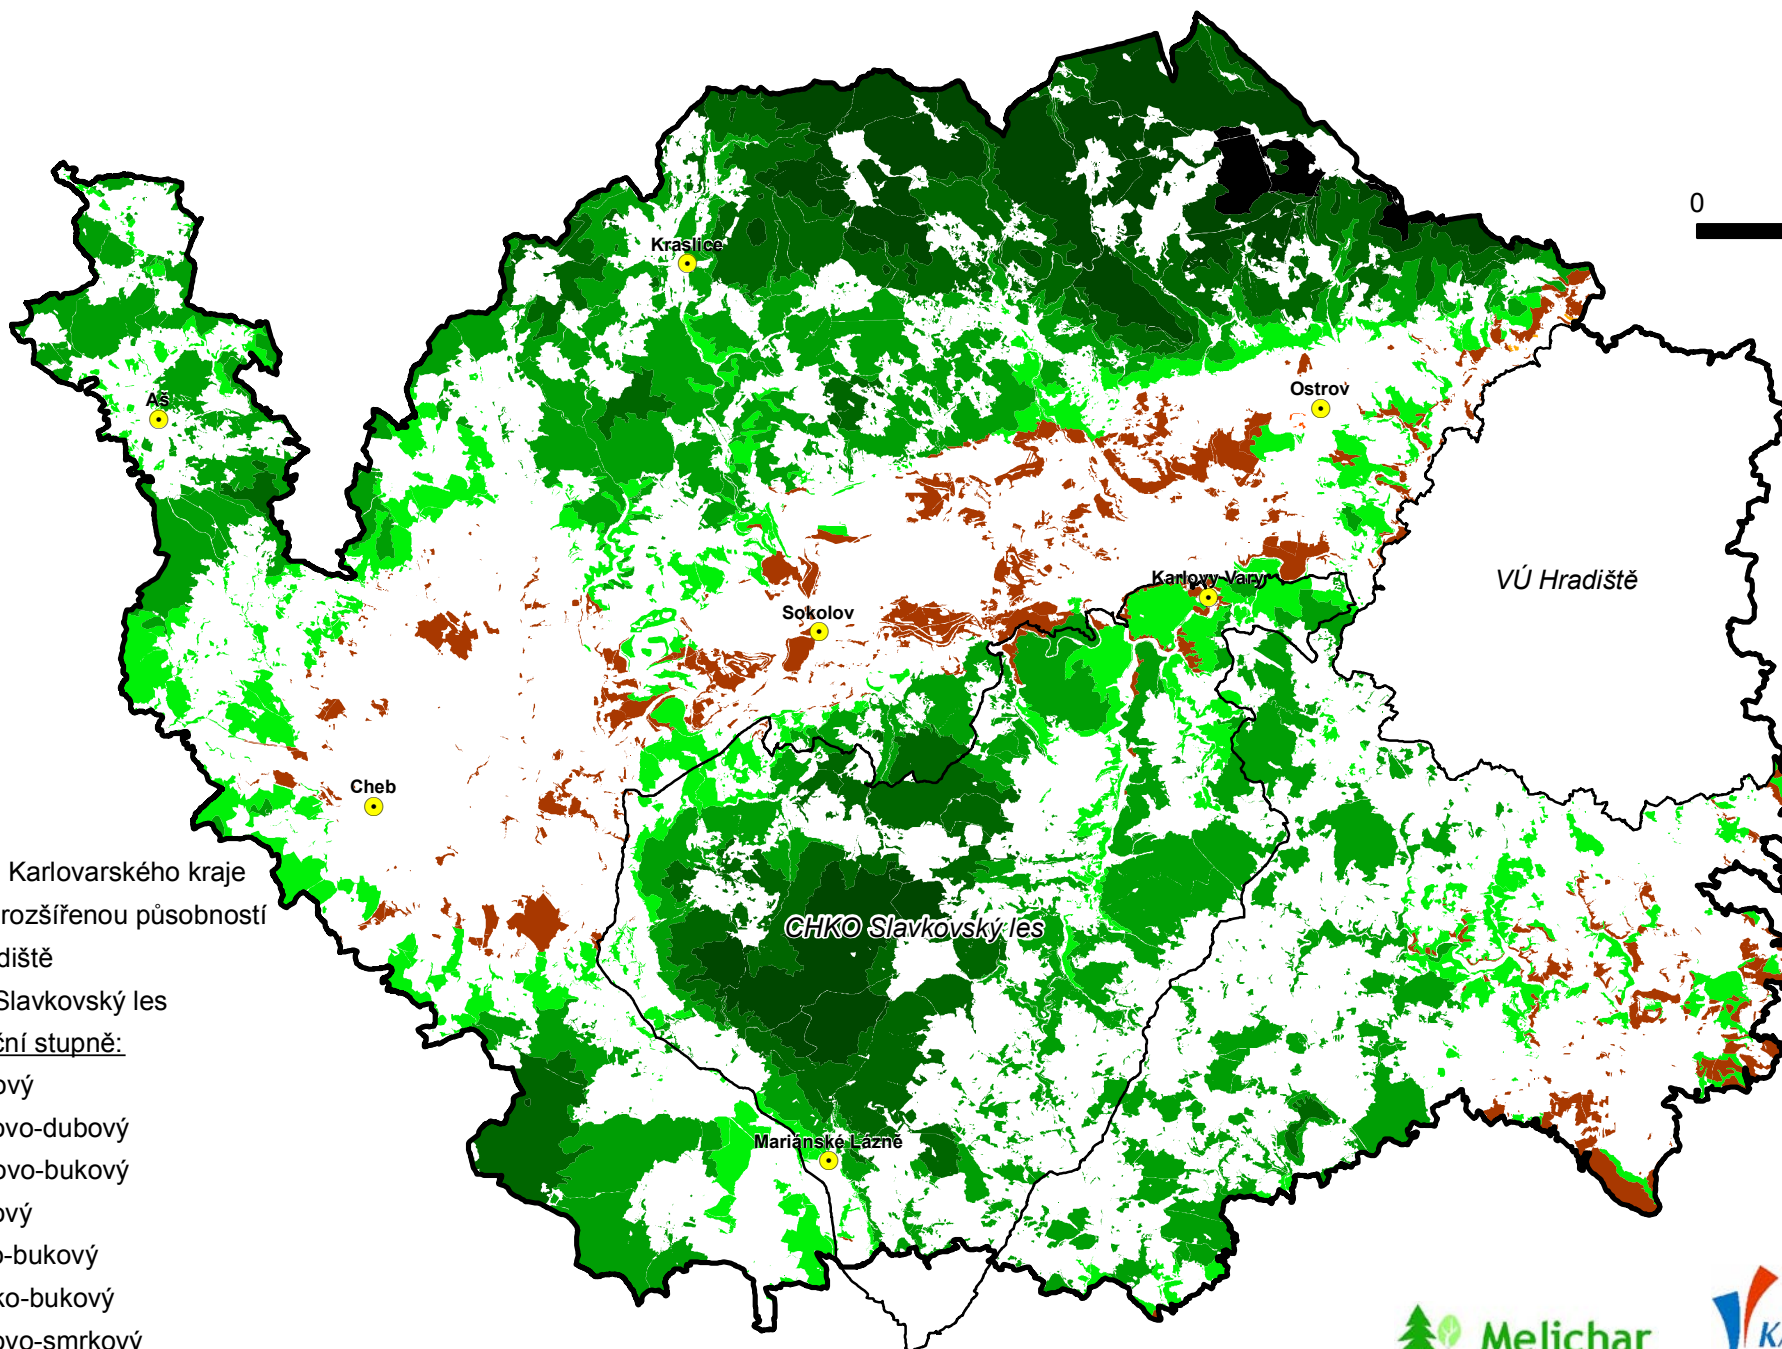 0
Kraslice
Aš
Ostrov
VÚ Hradiště
Karlovy Vary
Sokolov
Cheb
Karlovarského kraje
rozšířenou působností
diště
CHKO Slavkovský les
Slavkovský les
ční stupně:
ový
ovo-dubový
ovo-bukový
ový
Mariánské Lázně
o-bukový
ko-bukový
ovo-smrkový
Melichar
KA